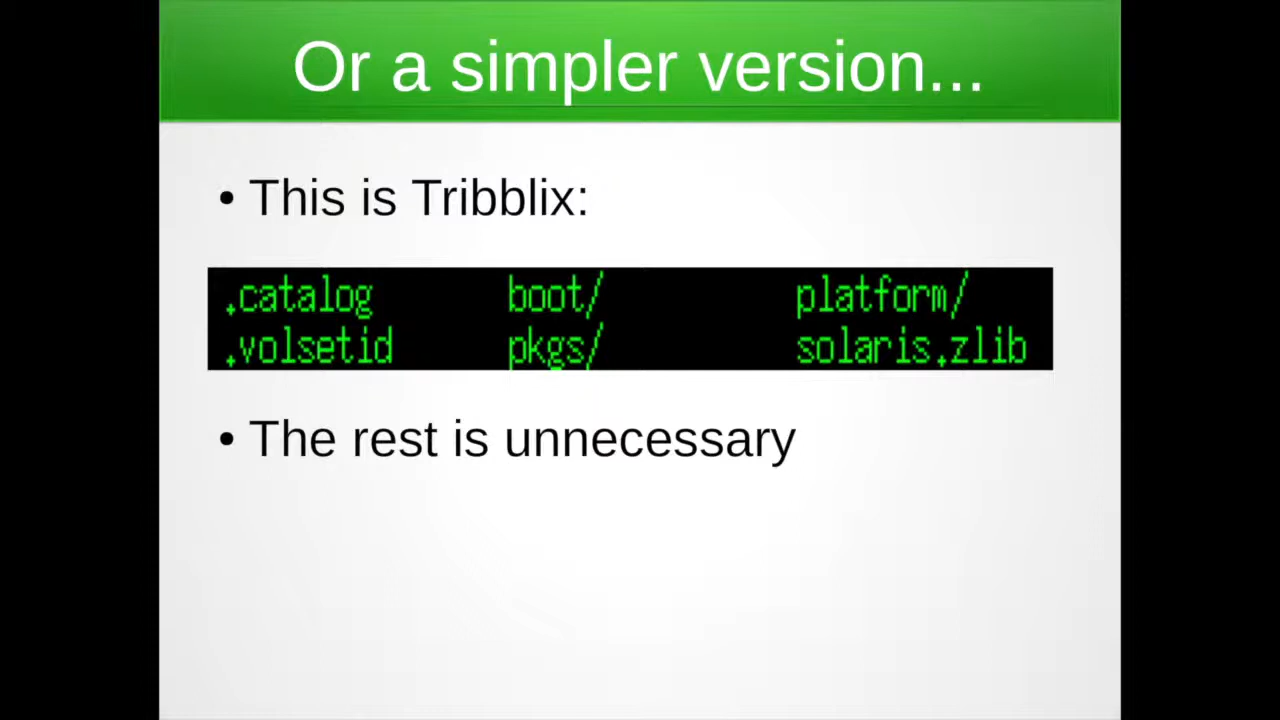 Or a simpler version...
• This is Tribblix:
.catalog boot/ platform/
.volsetid pkgs/ solaris.zlib
• The rest is unnecessary